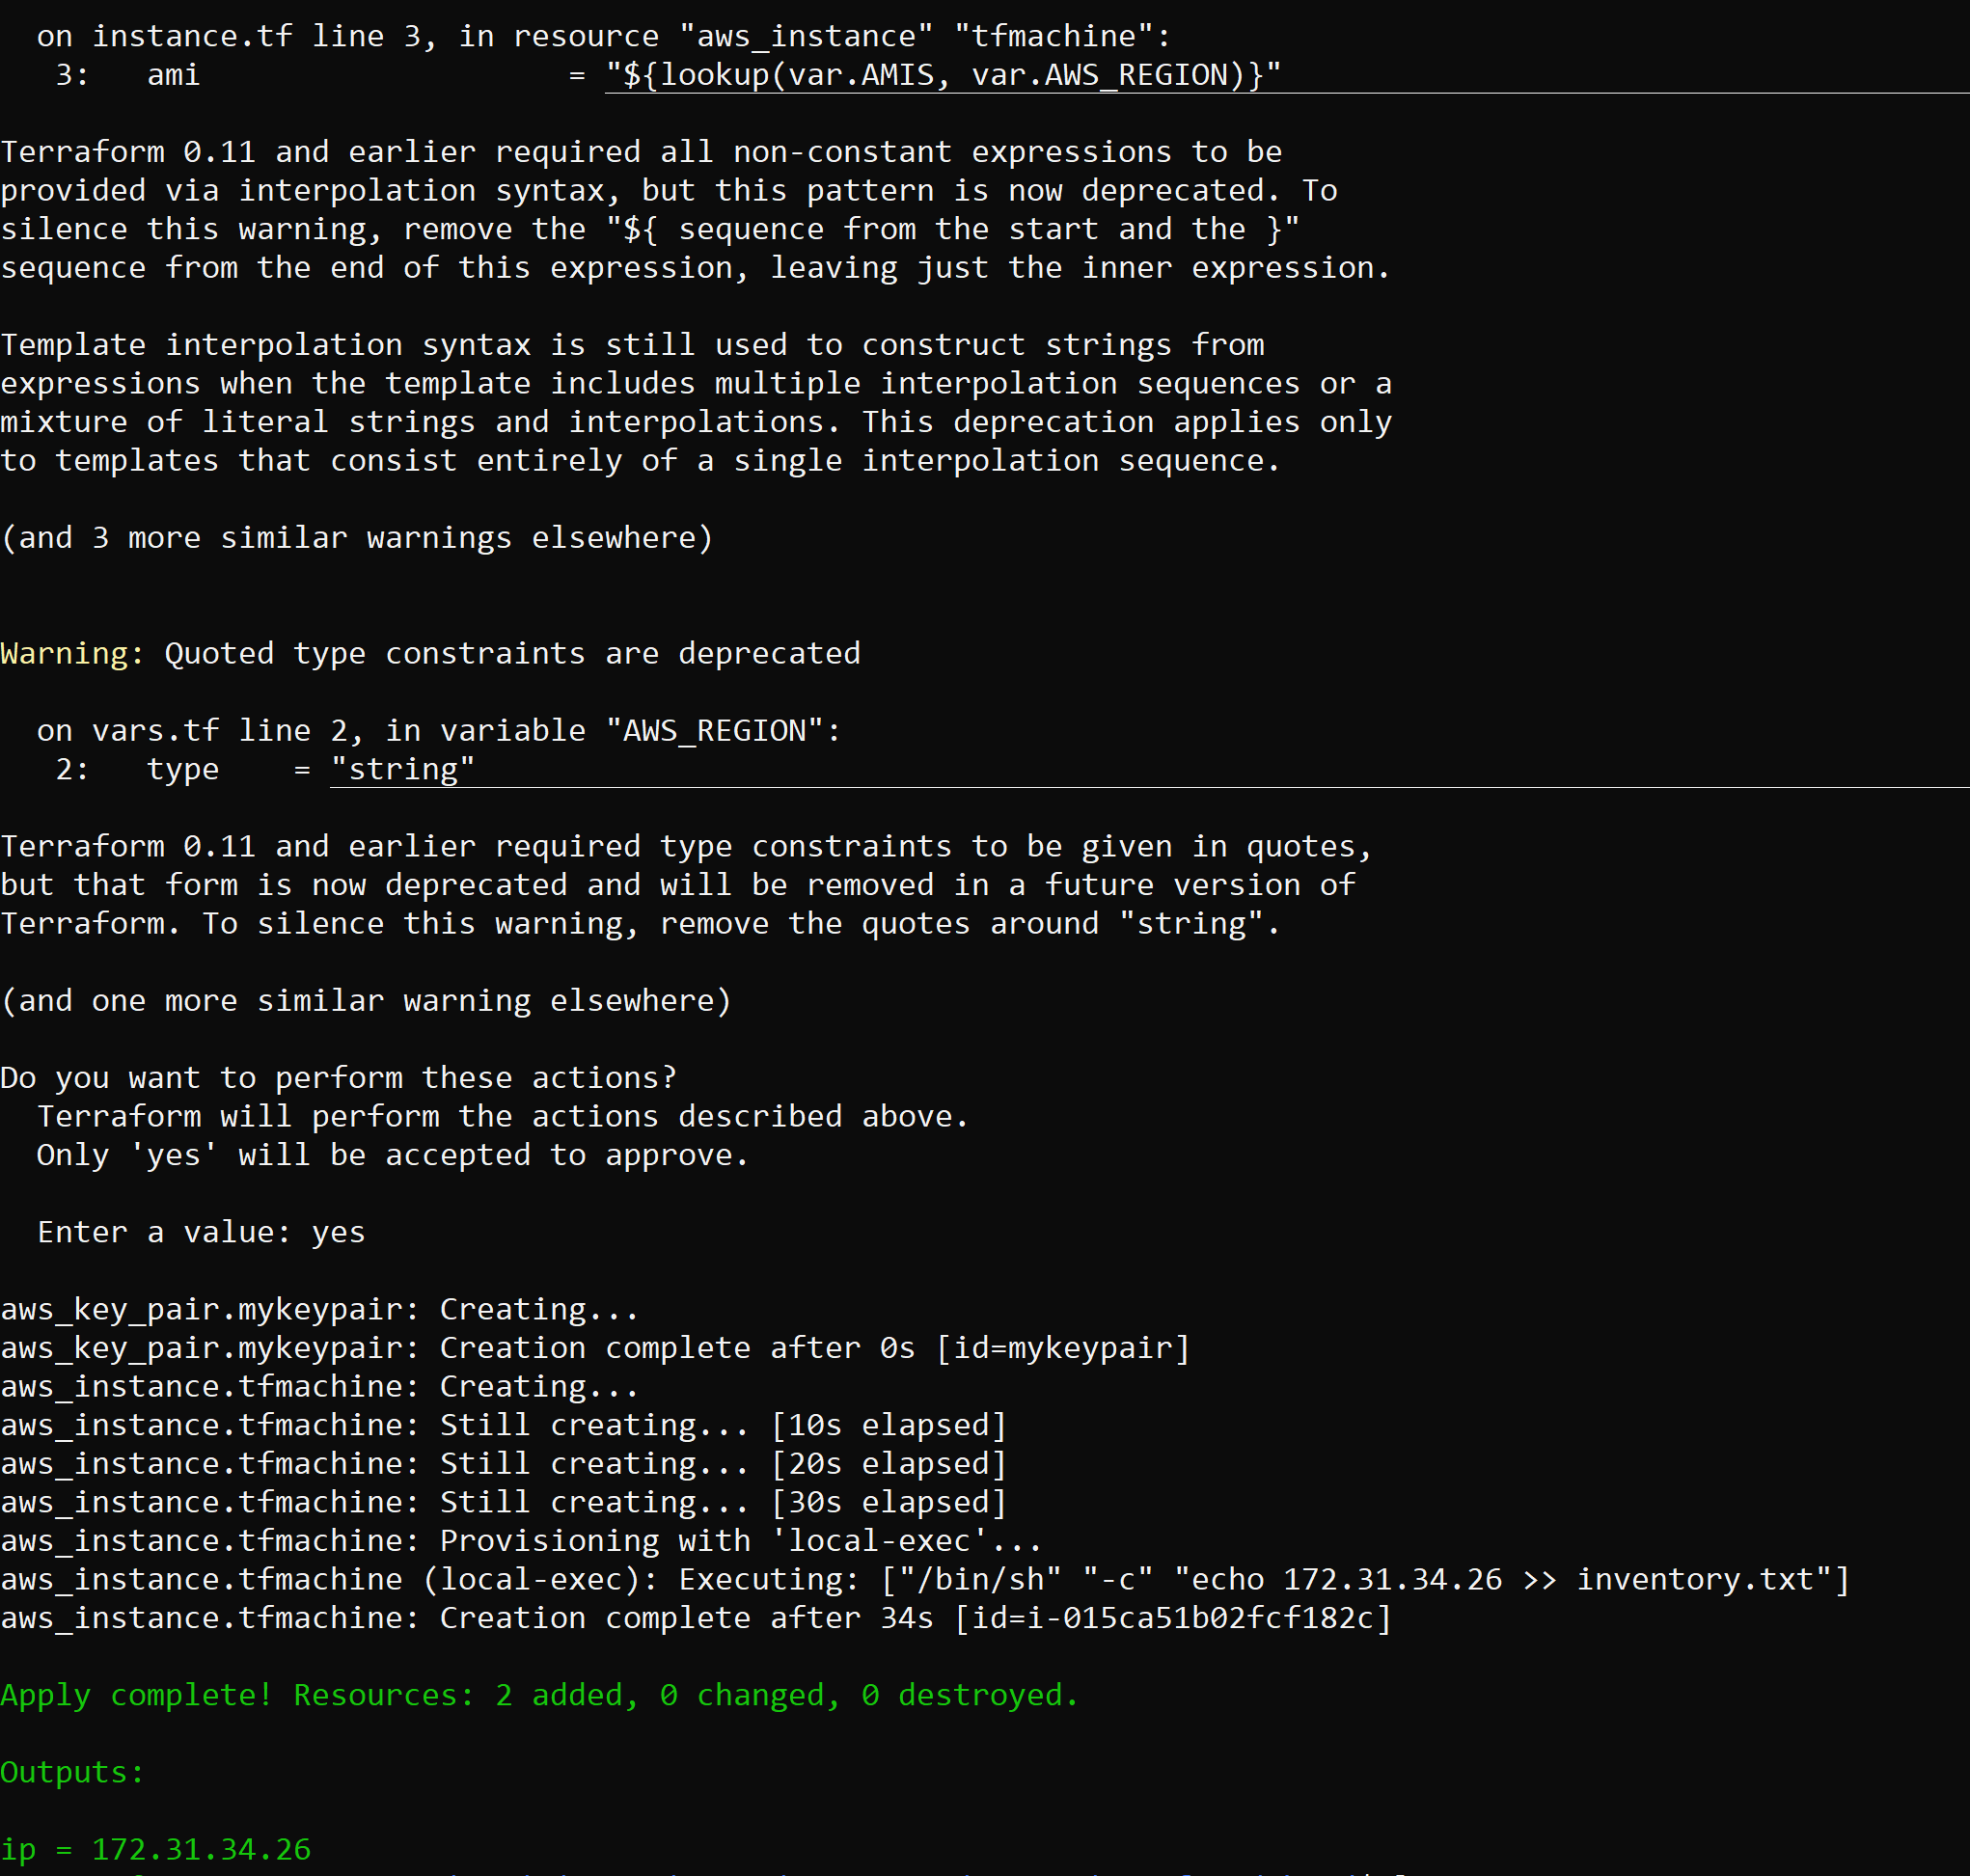 on instance.tf line 3, in resource "aws_instance" "tfmachine":
   3:   ami                    = "${lookup(var.AMIS, var.AWS_REGION)}"

Terraform 0.11 and earlier required all non-constant expressions to be
provided via interpolation syntax, but this pattern is now deprecated. To
silence this warning, remove the "${ sequence from the start and the }"
sequence from the end of this expression, leaving just the inner expression.

Template interpolation syntax is still used to construct strings from
expressions when the template includes multiple interpolation sequences or a
mixture of literal strings and interpolations. This deprecation applies only
to templates that consist entirely of a single interpolation sequence.

(and 3 more similar warnings elsewhere)


Warning: Quoted type constraints are deprecated

  on vars.tf line 2, in variable "AWS_REGION":
   2:   type    = "string"

Terraform 0.11 and earlier required type constraints to be given in quotes,
but that form is now deprecated and will be removed in a future version of
Terraform. To silence this warning, remove the quotes around "string".

(and one more similar warning elsewhere)

Do you want to perform these actions?
  Terraform will perform the actions described above.
  Only 'yes' will be accepted to approve.

  Enter a value: yes

aws_key_pair.mykeypair: Creating...
aws_key_pair.mykeypair: Creation complete after 0s [id=mykeypair]
aws_instance.tfmachine: Creating...
aws_instance.tfmachine: Still creating... [10s elapsed]
aws_instance.tfmachine: Still creating... [20s elapsed]
aws_instance.tfmachine: Still creating... [30s elapsed]
aws_instance.tfmachine: Provisioning with 'local-exec'...
aws_instance.tfmachine (local-exec): Executing: ["/bin/sh" "-c" "echo 172.31.34.26 >> inventory.txt"]
aws_instance.tfmachine: Creation complete after 34s [id=i-015ca51b02fcf182c]

Apply complete! Resources: 2 added, 0 changed, 0 destroyed.

Outputs:

ip = 172.31.34.26